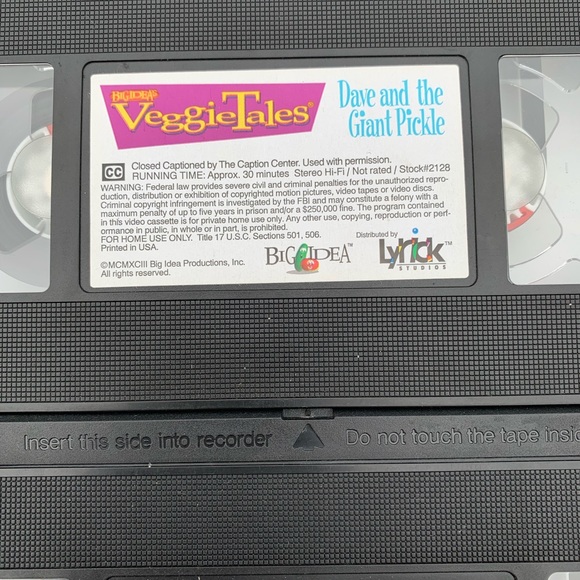 BIG IDEA'S
VeggieTales®
Dave and the
Giant Pickle
CC Closed Captioned by The Caption Center. Used with permission.
RUNNING TIME: Approx. 30 minutes Stereo Hi-Fi / Not rated / Stock#2128
WARNING: Federal law provides severe civil and criminal penalties for the unauthorized repro-
duction, distribution or exhibition of copyrighted motion pictures, video tapes or video discs.
Criminal copyright infringement is investigated by the FBI and may constitute a felony with a
maximum penalty of up to five years in prison and/or a $250,000 fine. The program contained
in this video cassette is for private home use only. Any other use, copying, reproduction or perf-
ormance in public, in whole or in part, is prohibited.
FOR HOME USE ONLY. Title 17 U.S.C. Sections 501, 506.
Printed in USA.
©MCMXCIII Big Idea Productions, Inc.
All rights reserved.
BIG IDEA™
Distributed by
Lyrick™
STUDIOS
Insert this side into recorder
Do not touch the tape insid